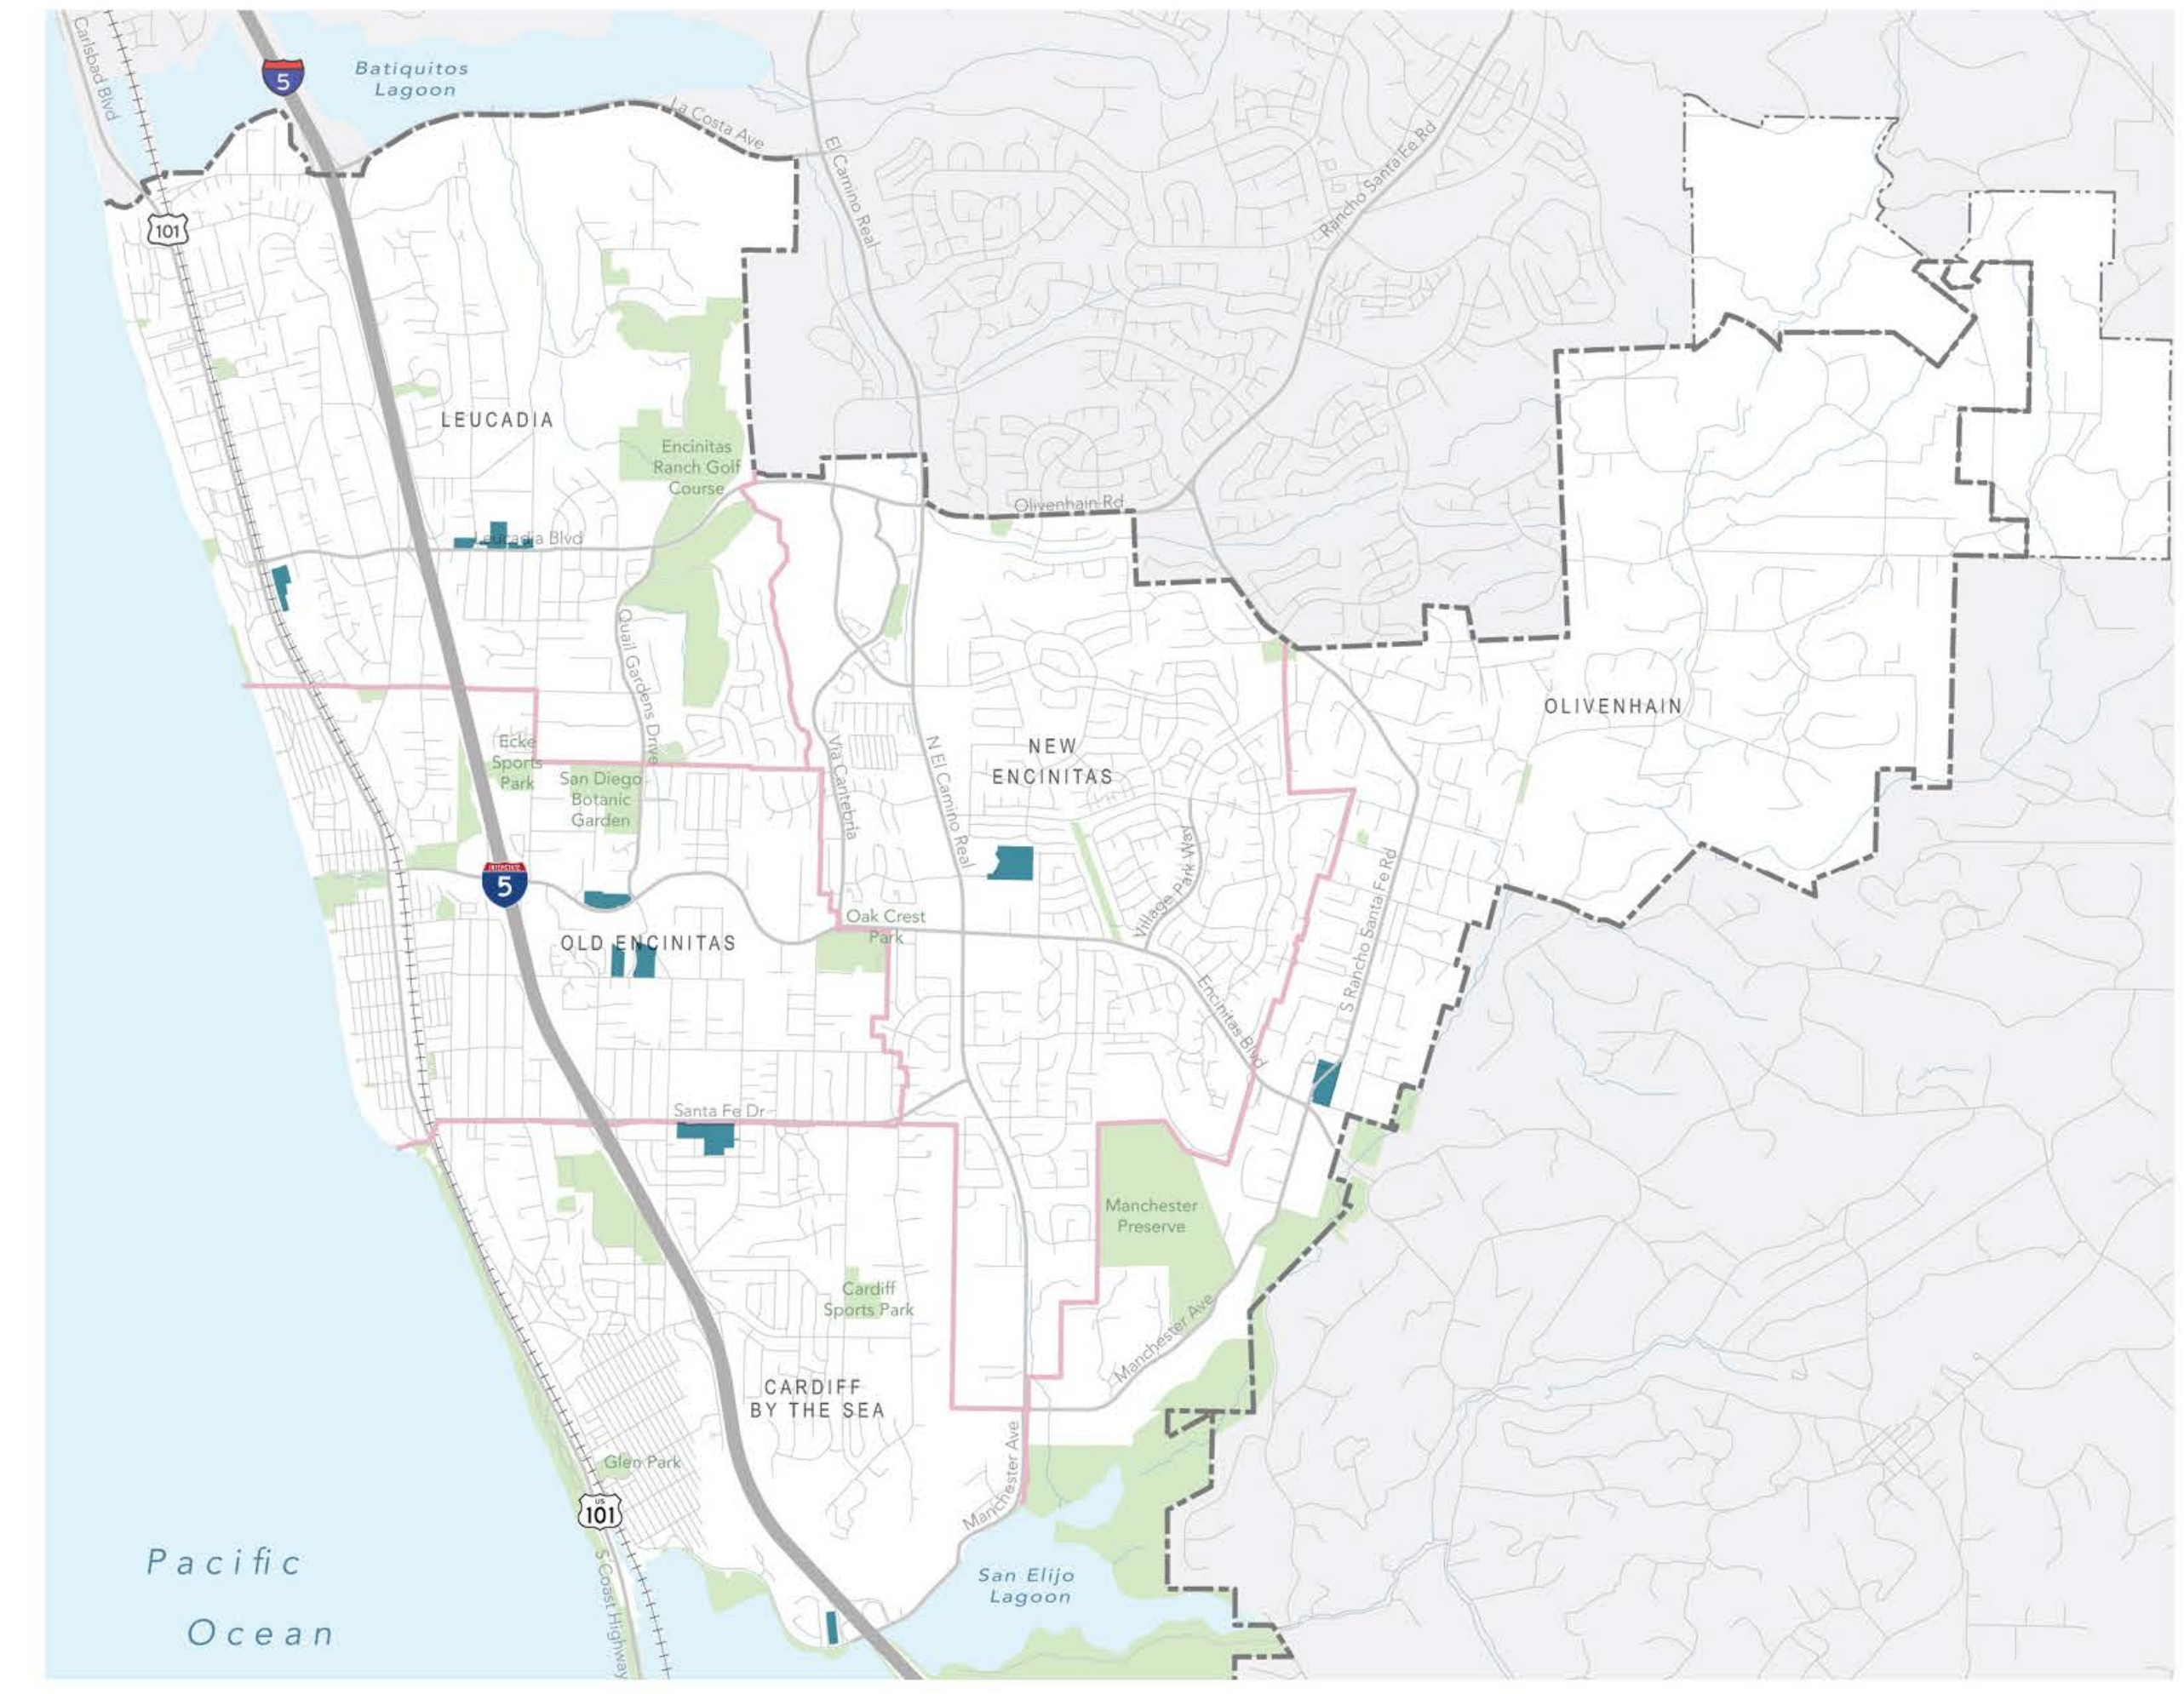 Carlsbad Blvd
5
Batiquitos
Lagoon
La Costa Ave
El Camino Real
Rancho Santa Fe Rd
101
LEUCADIA
Encinitas
Ranch Golf
Course
Olivenhain Rd
Leucadia Blvd
Quail Gardens Drive
OLIVENHAIN
Ecke
Sports
Park
San Diego
Botanic
Garden
Via Cantebria
N El Camino Real
NEW
ENCINITAS
Village Park Way
INTERSTATE
5
Oak Crest
Park
OLD ENCINITAS
Encinitas Blvd
S Rancho Santa Fe Rd
Santa Fe Dr
Manchester
Preserve
Cardiff
Sports Park
Manchester Ave
CARDIFF
BY THE SEA
Glen Park
Manchester Ave
US
101
S Coast Highway
San Elijo
Lagoon
Pacific
Ocean